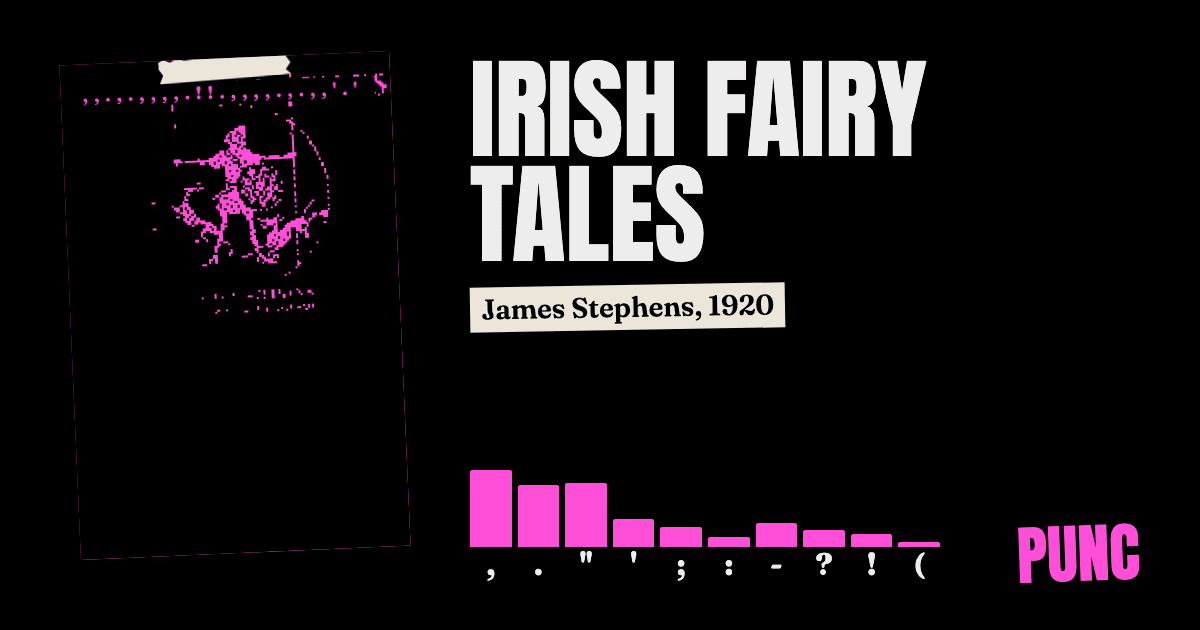 IRISH FAIRY
TALES
James Stephens, 1920
, . " ' ; : - ? ! (
PUNC